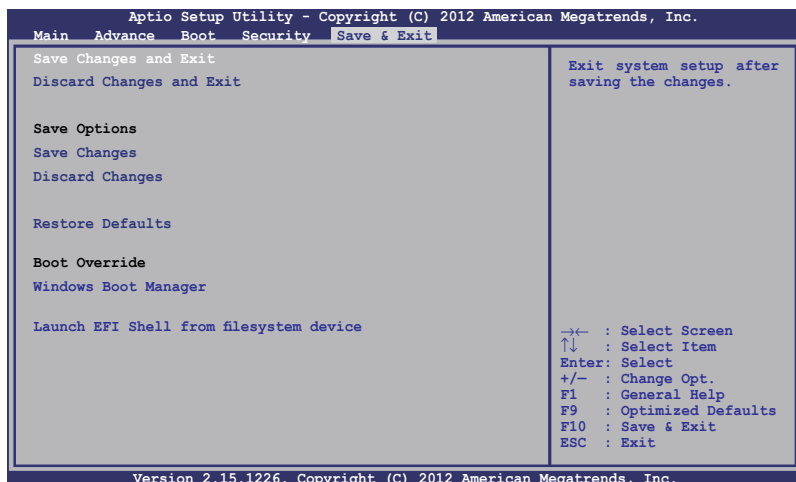 Aptio Setup Utility - Copyright (C) 2012 American Megatrends, Inc.
Main Advance Boot Security Save & Exit
Save Changes and Exit
Discard Changes and Exit
Save Options
Save Changes
Discard Changes
Restore Defaults
Boot Override
Windows Boot Manager
Launch EFI Shell from filesystem device
Exit system setup after
saving the changes.
→← : Select Screen
↑↓ : Select Item
Enter: Select
+/— : Change Opt.
F1 : General Help
F9 : Optimized Defaults
F10 : Save & Exit
ESC : Exit
Version 2.15.1226. Copyright (C) 2012 American Megatrends, Inc.